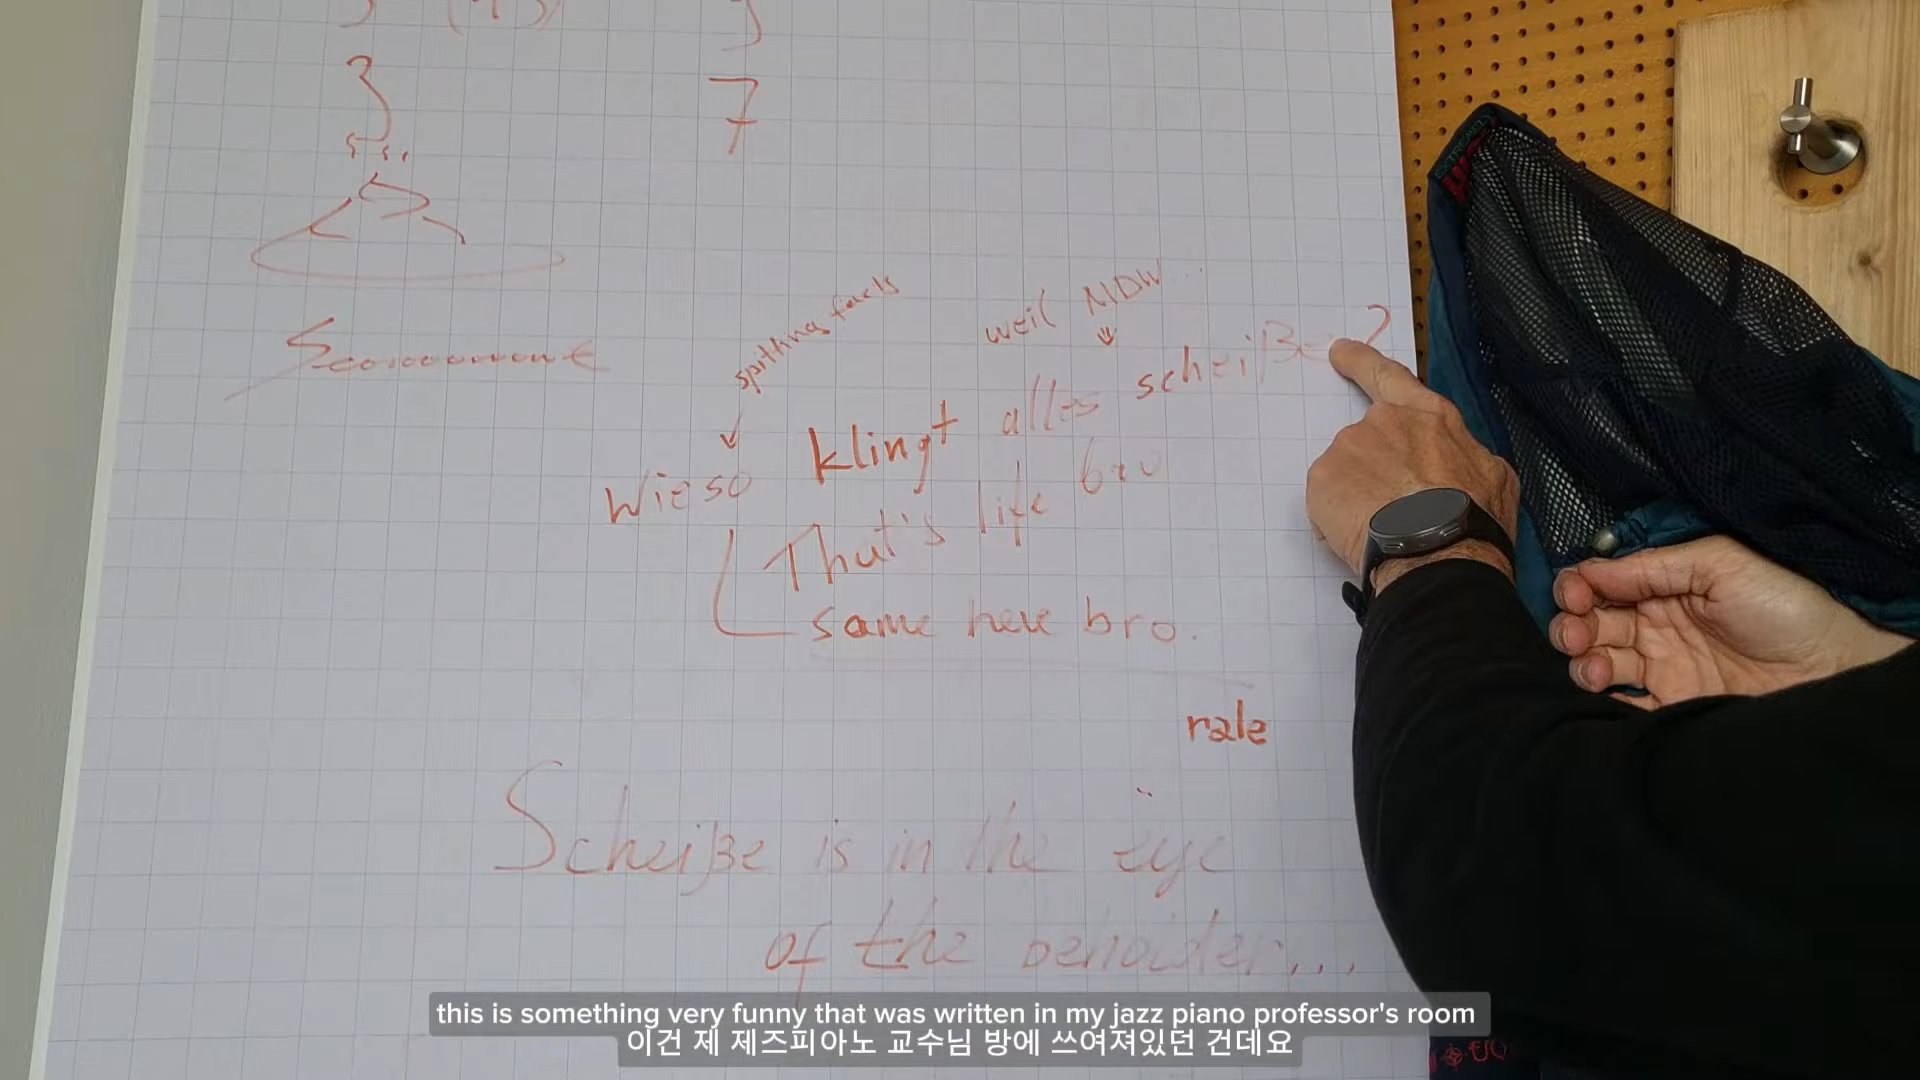 3
7
spitting facts
weil MDW...
Wieso klingt alles scheiße?
That's life bro
same here bro.
rale
Scheiße is in the eye
of the beholder...
this is something very funny that was written in my jazz piano professor's room
이건 제 제즈피아노 교수님 방에 쓰여져있던 건데요